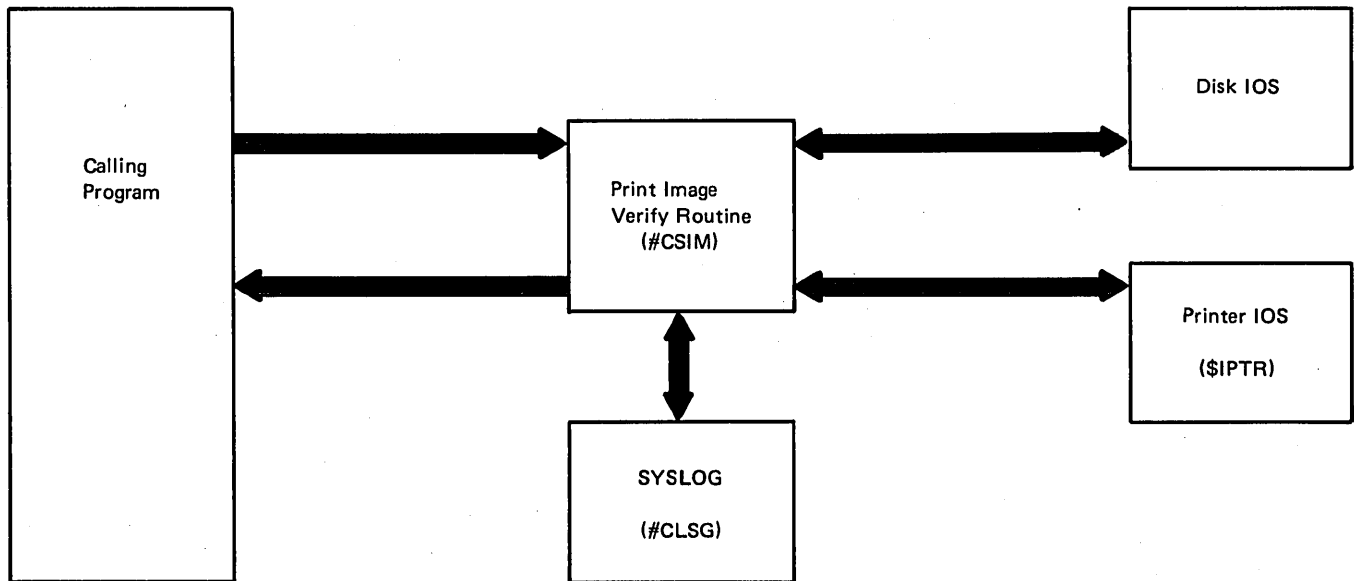 Calling
Program
Print Image
Verify Routine
(#CSIM)
SYSLOG
(#CLSG)
Disk IOS
Printer IOS
($IPTR)